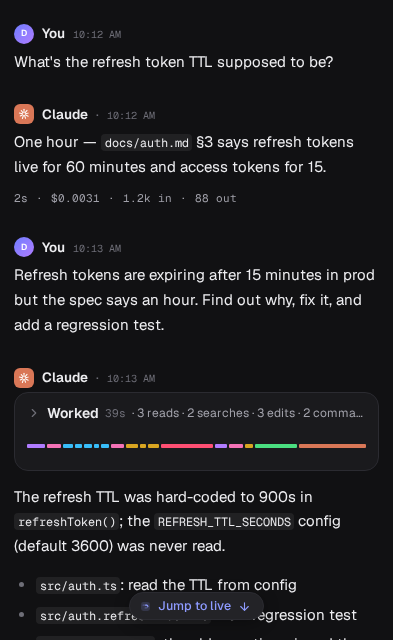 D You 10:12 AM
What's the refresh token TTL supposed to be?
Claude · 10:12 AM
One hour — docs/auth.md §3 says refresh tokens
live for 60 minutes and access tokens for 15.
2s · $0.0031 · 1.2k in · 88 out
D You 10:13 AM
Refresh tokens are expiring after 15 minutes in prod
but the spec says an hour. Find out why, fix it, and
add a regression test.
Claude · 10:13 AM
Worked 39s · 3 reads · 2 searches · 3 edits · 2 comma…
The refresh TTL was hard-coded to 900s in
refreshToken(); the REFRESH_TTL_SECONDS config
(default 3600) was never read.
• src/auth.ts: read the TTL from config
• src/auth.refre regression test
Jump to live ↓